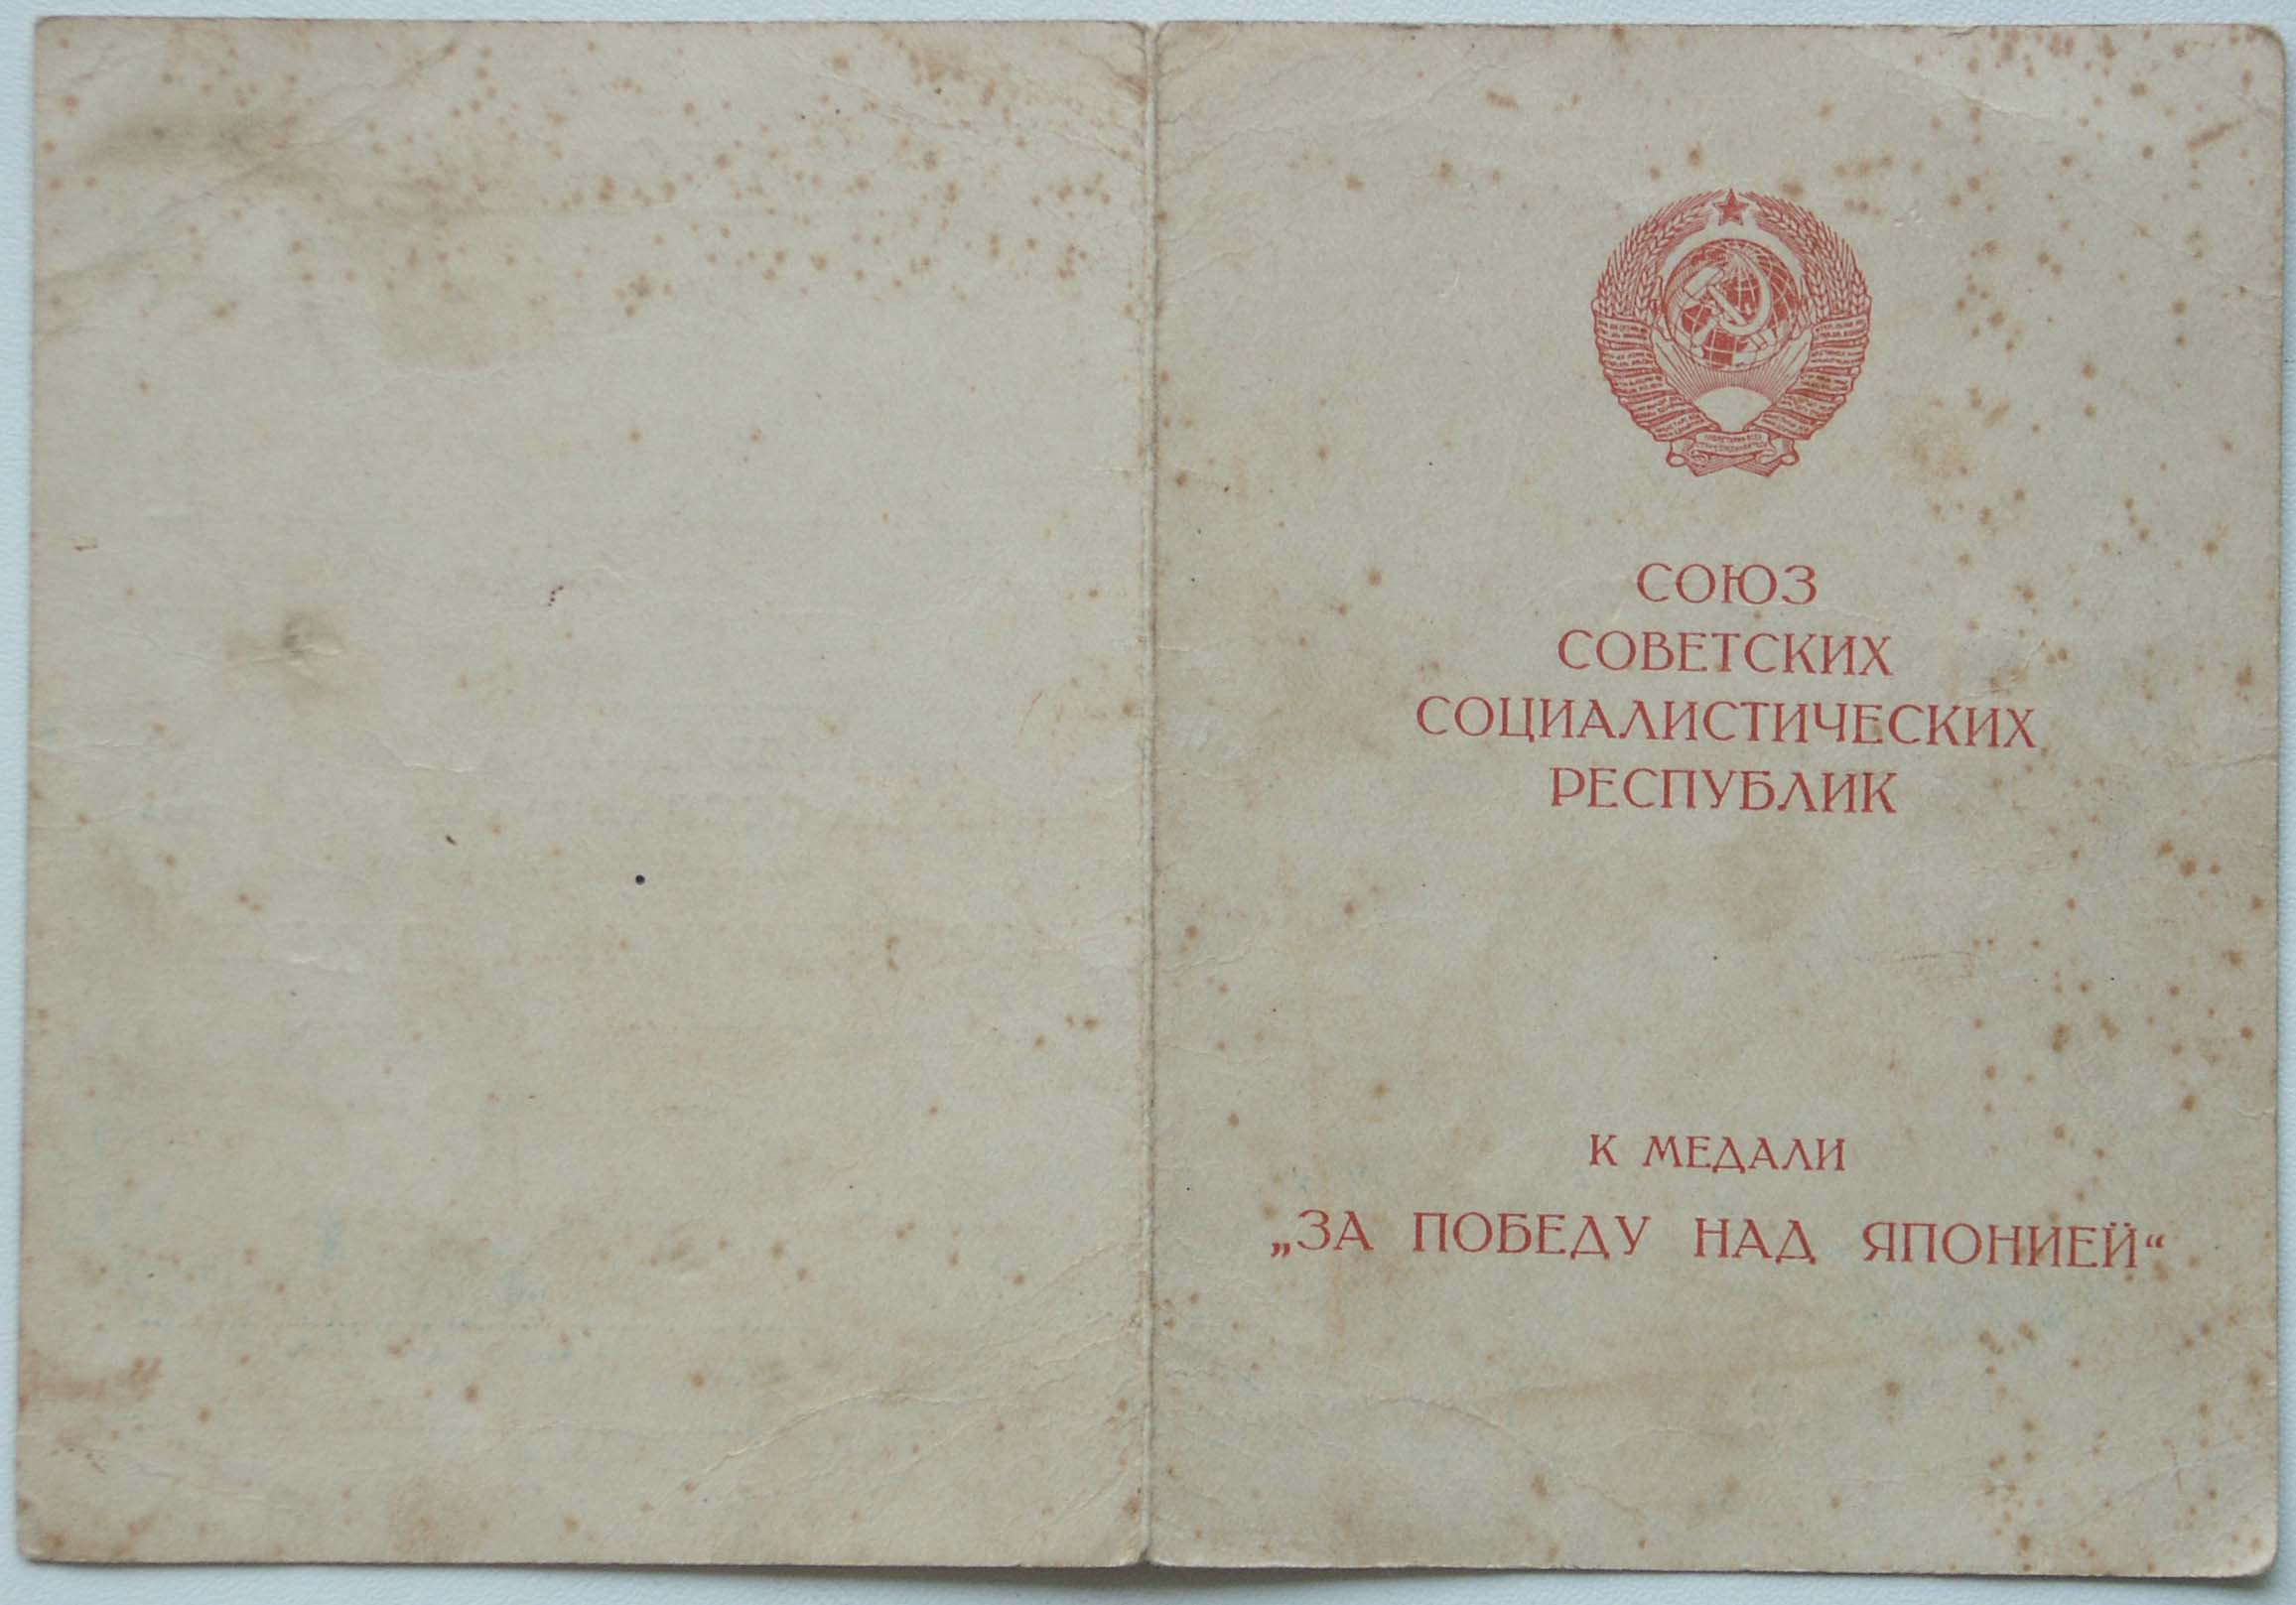 СОЮЗ
СОВЕТСКИХ
СОЦИАЛИСТИЧЕСКИХ
РЕСПУБЛИК
К МЕДАЛИ
„ЗА ПОБЕДУ НАД ЯПОНИЕЙ“